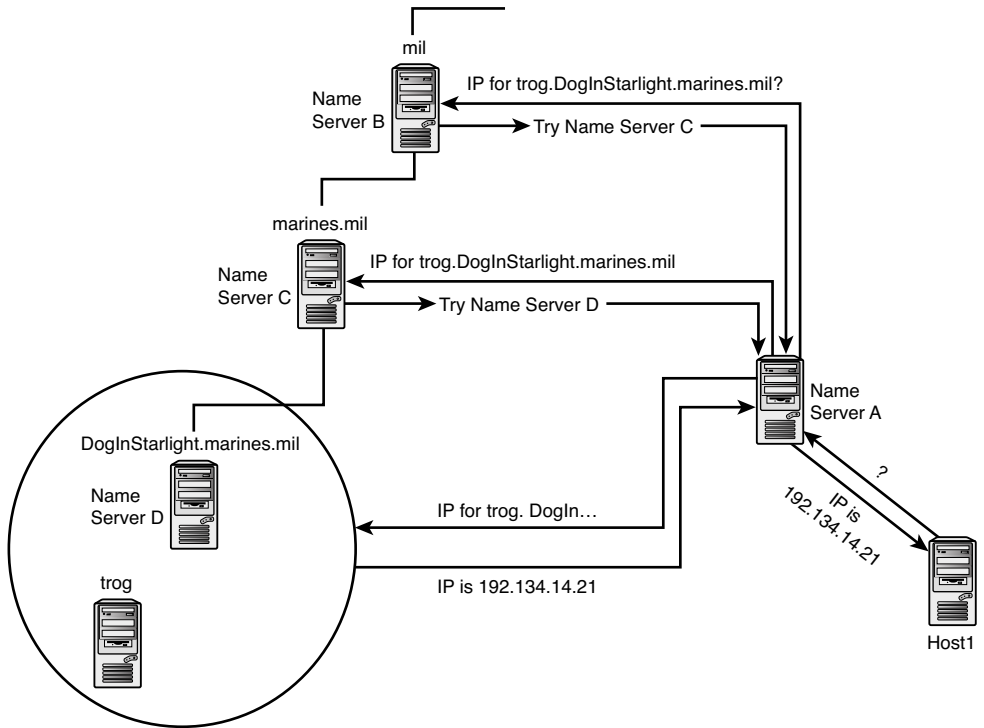 mil
IP for trog.DogInStarlight.marines.mil?
Name
Server B
Try Name Server C
marines.mil
IP for trog.DogInStarlight.marines.mil
Name
Server C
Try Name Server D
Name
Server A
DogInStarlight.marines.mil
?
Name
Server D
IP for trog. DogIn…
IP is
192.134.14.21
trog
IP is 192.134.14.21
Host1